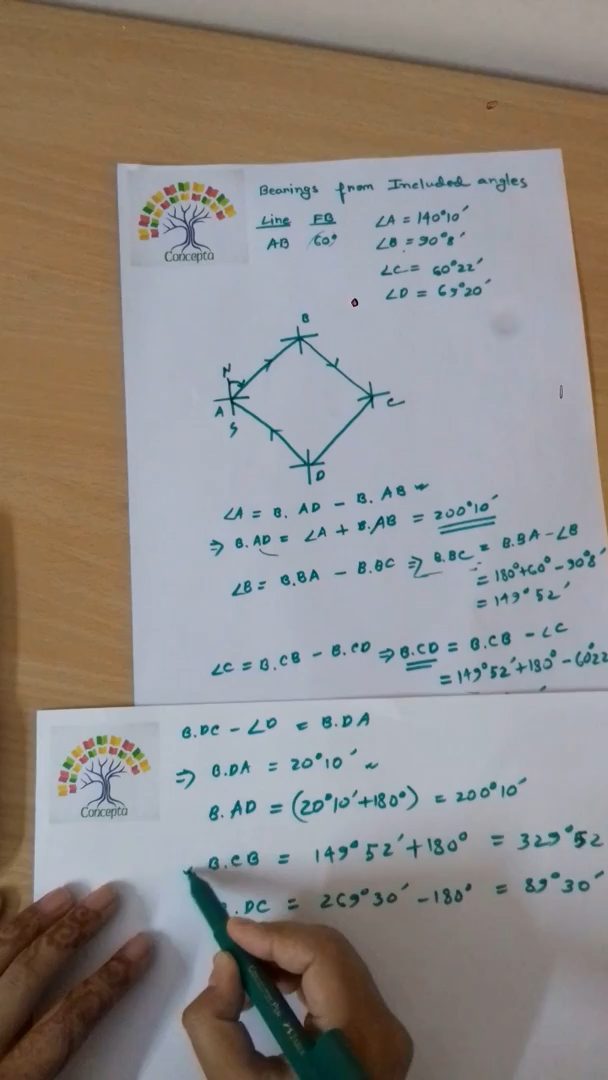 Concepta
Bearings from Included angles
Line FB ∠A = 140°10′
AB 60° ∠B = 90°8′
∠C = 60°22′
∠D = 69°20′
B
N
A
C
S
D
∠A = B. AD - B. AB
⇒ B.AD = ∠A + B.AB = 200°10′
∠B = B.BA - B.BC ⇒ B.BC = B.BA - ∠B
= 180°+60° - 90°8′
= 149°52′
∠C = B.CB - B.CD ⇒ B.CD = B.CB - ∠C
= 149°52′+180° - 60°22
Concepta
B.DC - ∠D = B.DA
⇒ B.DA = 20°10′
B.AD = (20°10′+180°) = 200°10′
B.CB = 149°52′+180° = 329°52
.DC = 269°30′ - 180° = 89°30′